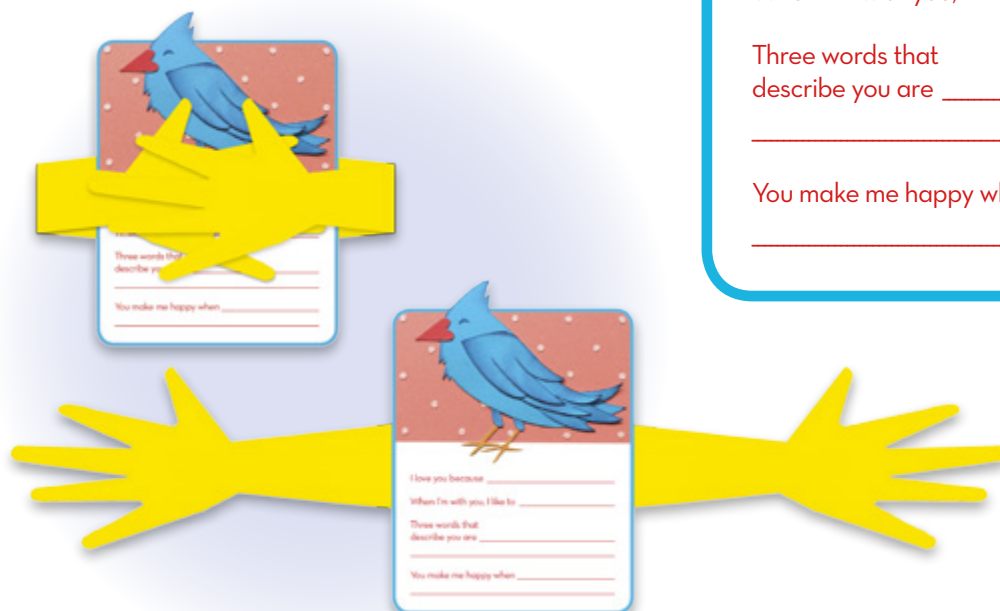 Three words that
describe you are
You make me happy
Three words that
describe
You make me happy when
I love you because
When I'm with you, I like to
Three words that
describe you are
You make me happy when